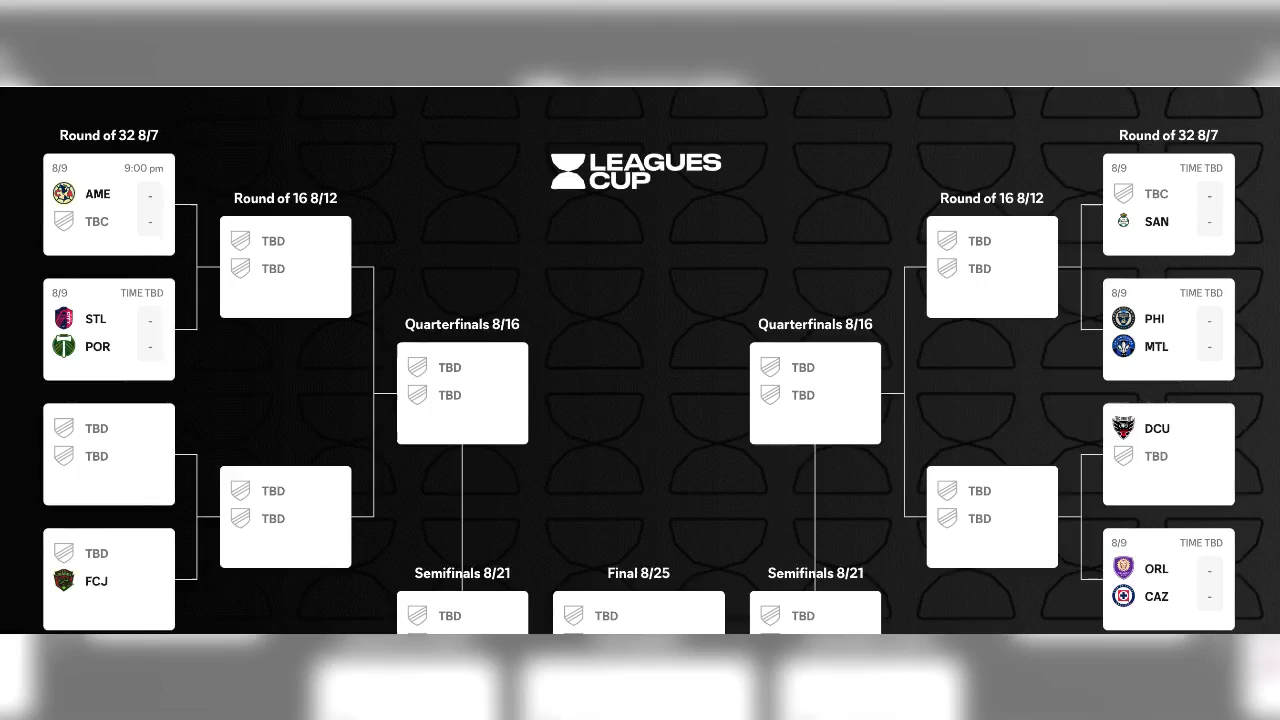 Round of 32 8/7
8/9 9:00 pm
AME -
TBC -
8/9 TIME TBD
STL -
POR -
TBD
TBD
TBD
FCJ
Round of 16 8/12
TBD
TBD
TBD
TBD
Quarterfinals 8/16
TBD
TBD
Semifinals 8/21
TBD
LEAGUES
CUP
Final 8/25
TBD
Quarterfinals 8/16
TBD
TBD
Semifinals 8/21
TBD
Round of 16 8/12
TBD
TBD
TBD
TBD
Round of 32 8/7
8/9 TIME TBD
TBC -
SAN -
8/9 TIME TBD
PHI -
MTL -
DCU
TBD
8/9 TIME TBD
ORL -
CAZ -